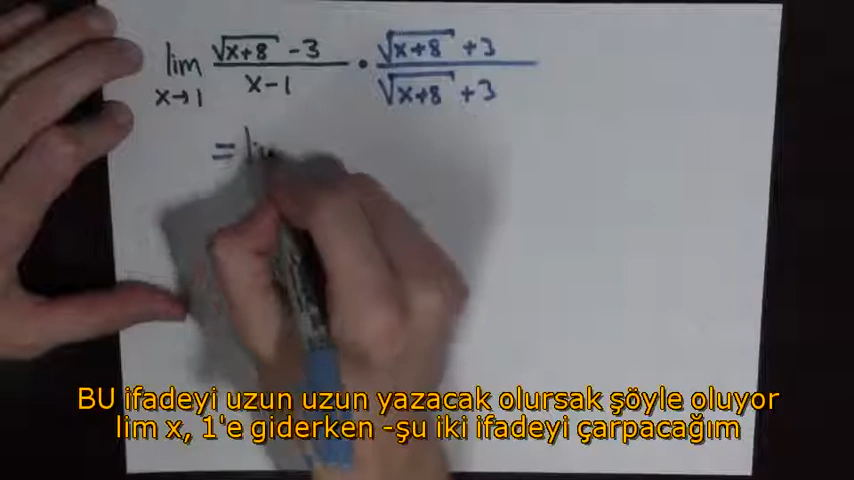 lim x→1 (√(x+8) -3)/(x-1) • (√(x+8) +3)/(√(x+8) +3)
= li
BU ifadeyi uzun uzun yazacak olursak şöyle oluyor
lim x, 1'e giderken -şu iki ifadeyi çarpacağım